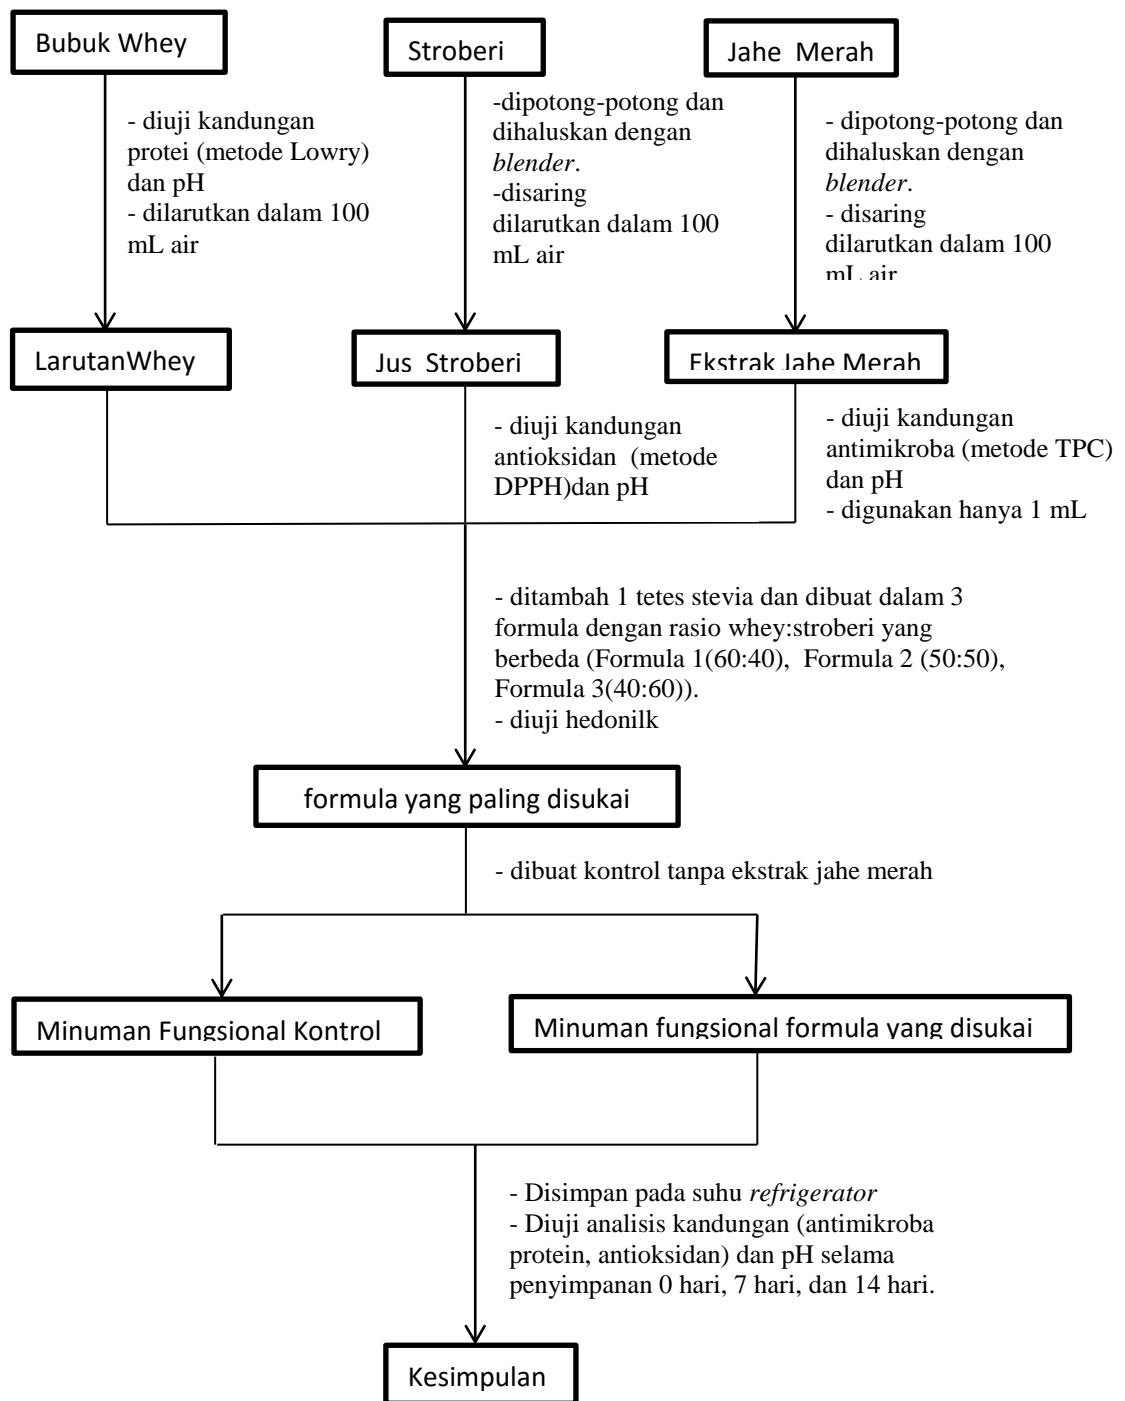 Bubuk Whey
Stroberi
Jahe Merah
- diuji kandungan
protei (metode Lowry)
dan pH
- dilarutkan dalam 100
mL air
-dipotong-potong dan
dihaluskan dengan
blender.
-disaring
dilarutkan dalam 100
mL air
- dipotong-potong dan
dihaluskan dengan
blender.
- disaring
dilarutkan dalam 100
mL air
LarutanWhey
Jus Stroberi
Ekstrak Jahe Merah
- diuji kandungan
antioksidan (metode
DPPH)dan pH
- diuji kandungan
antimikroba (metode TPC)
dan pH
- digunakan hanya 1 mL
- ditambah 1 tetes stevia dan dibuat dalam 3
formula dengan rasio whey:stroberi yang
berbeda (Formula 1(60:40), Formula 2 (50:50),
Formula 3(40:60)).
- diuji hedonilk
formula yang paling disukai
- dibuat kontrol tanpa ekstrak jahe merah
Minuman Fungsional Kontrol
Minuman fungsional formula yang disukai
- Disimpan pada suhu refrigerator
- Diuji analisis kandungan (antimikroba
protein, antioksidan) dan pH selama
penyimpanan 0 hari, 7 hari, dan 14 hari.
Kesimpulan